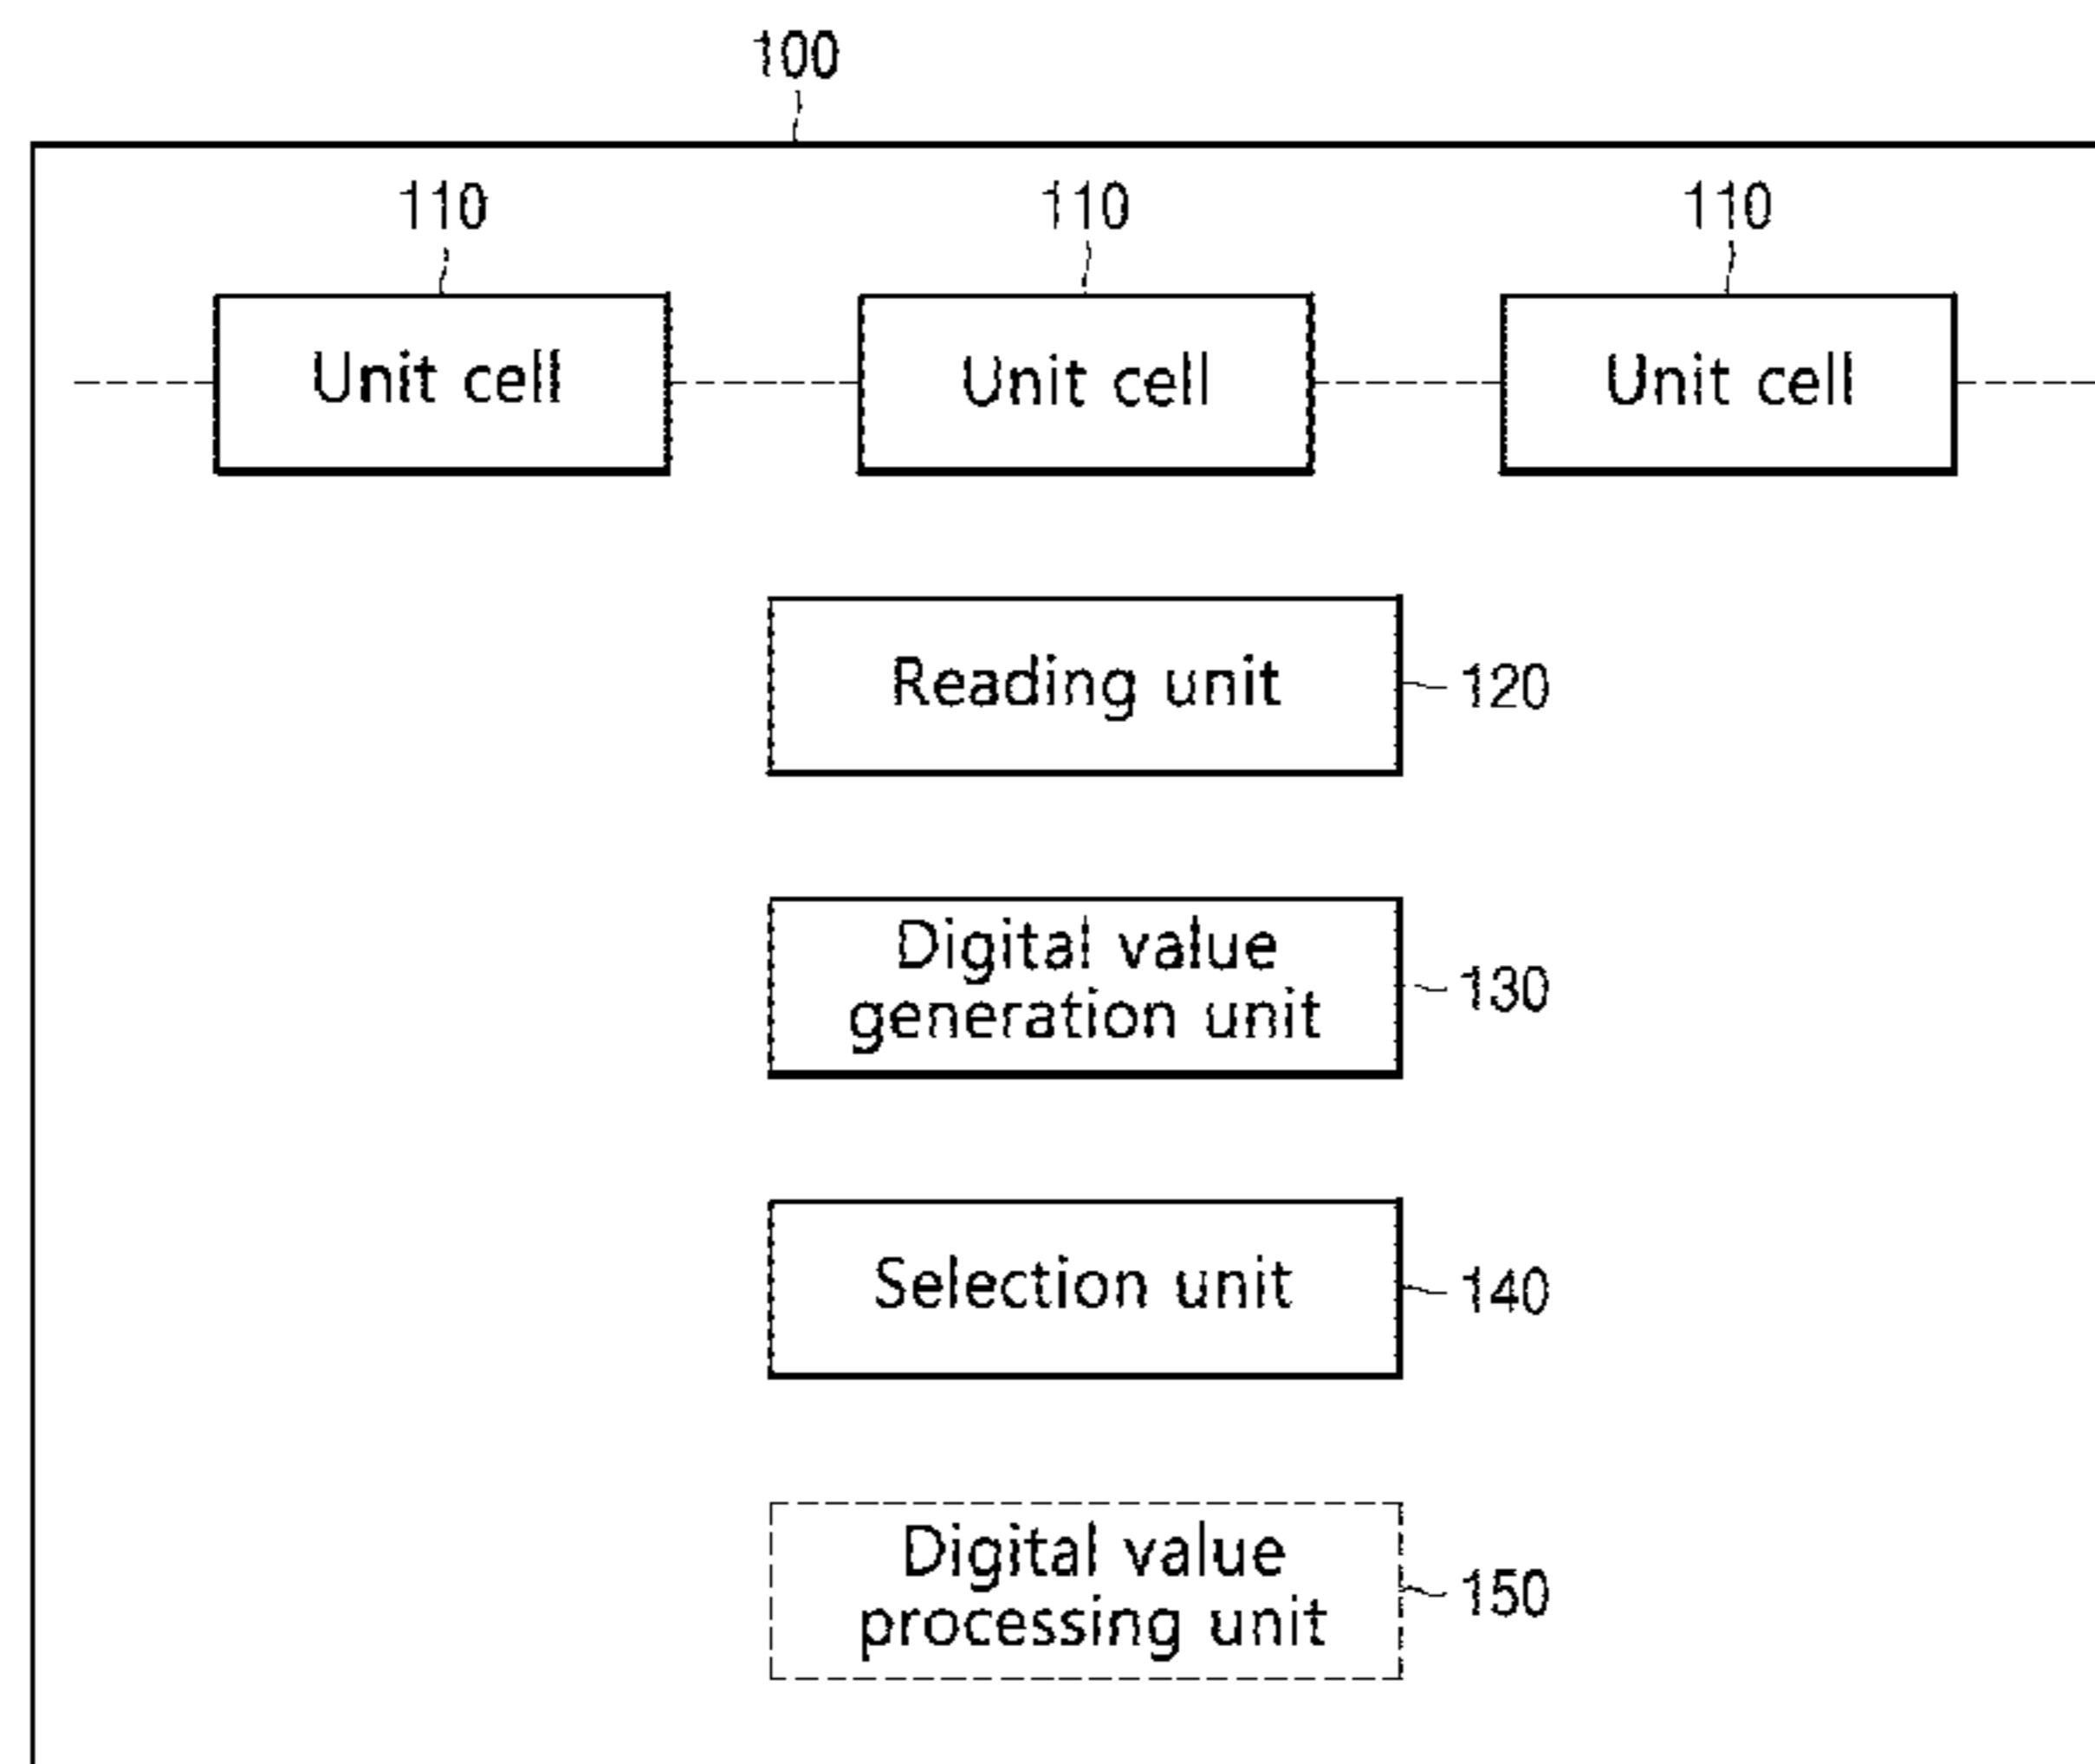 100
110 110 110
Unit cell Unit cell Unit cell
Reading unit 120
Digital value
generation unit 130
Selection unit 140
Digital value
processing unit 150